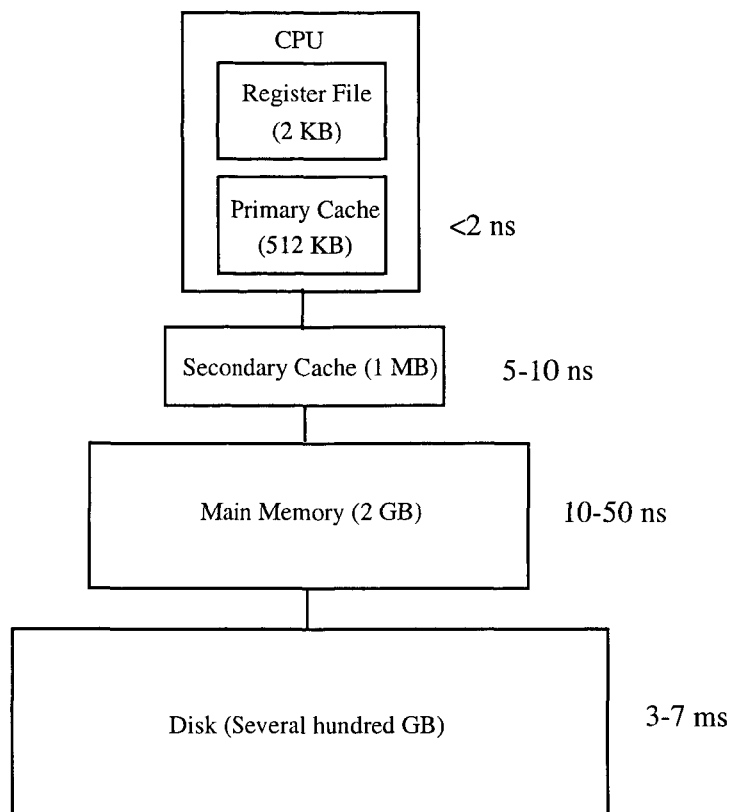 CPU
Register File
(2 KB)
Primary Cache
(512 KB)
<2 ns
Secondary Cache (1 MB)
5-10 ns
Main Memory (2 GB)
10-50 ns
Disk (Several hundred GB)
3-7 ms